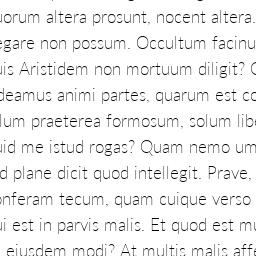 uorum altera prosunt, nocent altera.
egare non possum. Occultum facinu
uis Aristidem non mortuum diligit? C
deamus animi partes, quarum est co
lum praeterea formosum, solum libe
uid me istud rogas? Quam nemo um
d plane dicit quod intellegit. Prave,
onferam tecum, quam cuique verso
ui est in parvis malis. Et quod est mu
eiusdem modi? At multis malis affe